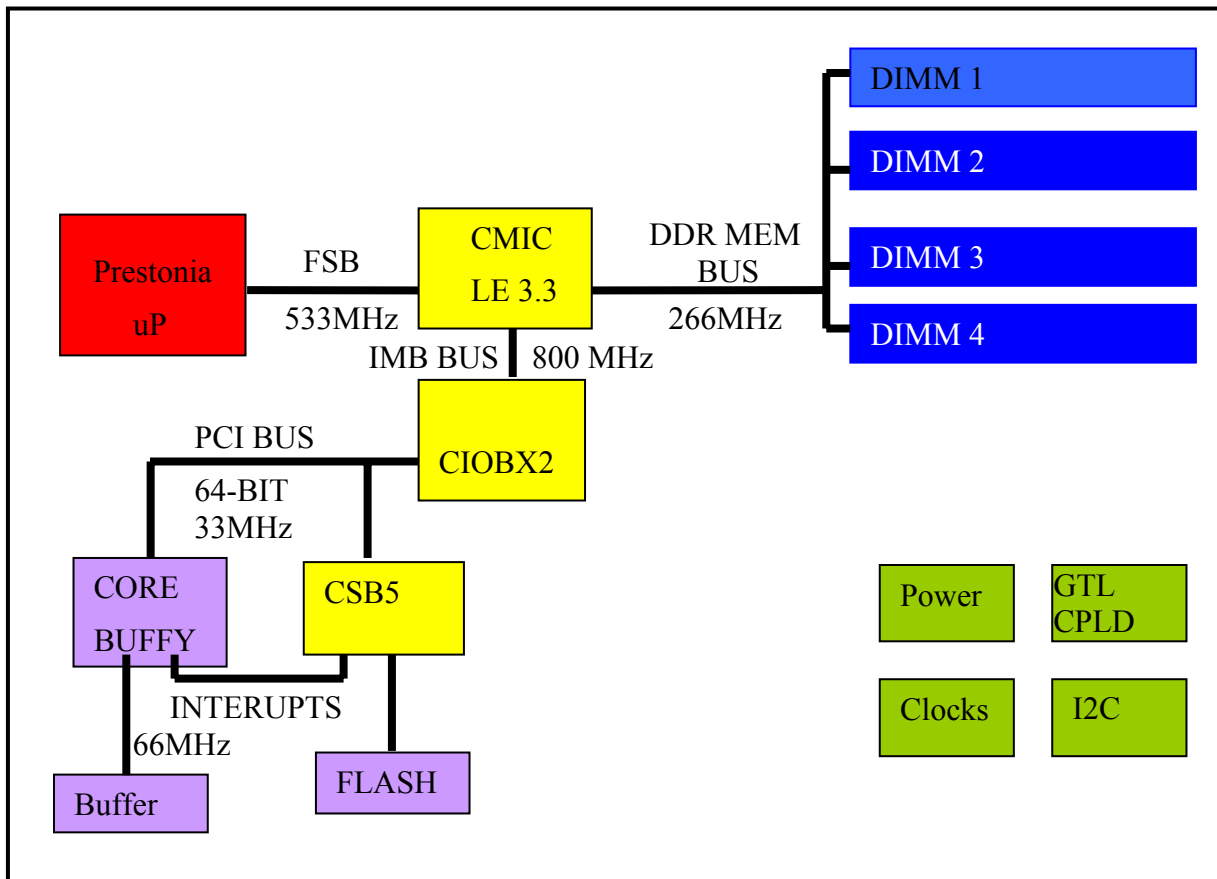 DIMM 1
DIMM 2
DIMM 3
DIMM 4
CMIC
LE 3.3
DDR MEM
BUS
266MHz
Prestonia
uP
FSB
533MHz
IMB BUS
800 MHz
CIOBX2
PCI BUS
64-BIT
33MHz
CORE
BUFFY
CSB5
INTERUPTS
66MHz
Buffer
FLASH
Power
GTL
CPLD
Clocks
I2C